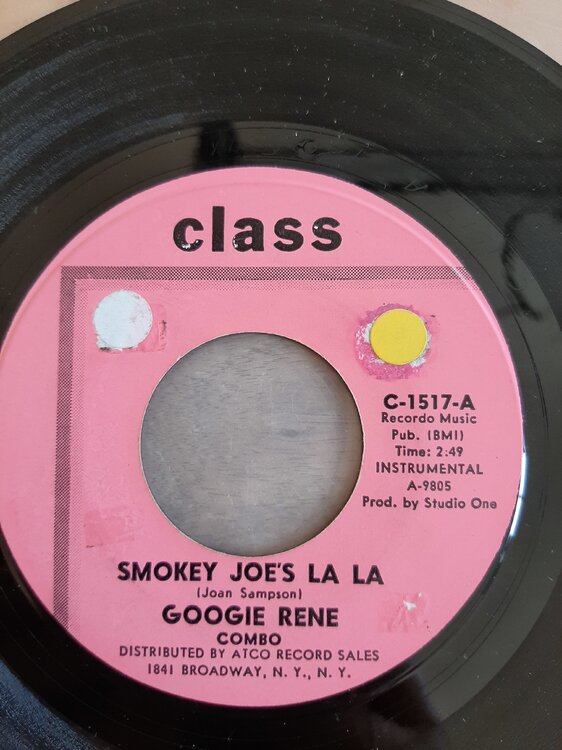 class
C-1517-A
Recordo Music
Pub. (BMI)
Time: 2:49
INSTRUMENTAL
A-9805
Prod. by Studio One
SMOKEY JOE'S LA LA
(Joan Sampson)
GOOGIE RENE
COMBO
DISTRIBUTED BY ATCO RECORD SALES
1841 BROADWAY, N. Y., N. Y.